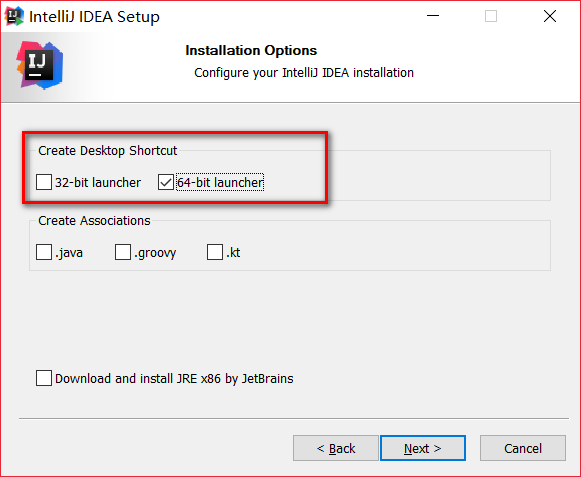 IntelliJ IDEA Setup
IJ
Installation Options
Configure your IntelliJ IDEA installation
Create Desktop Shortcut
32-bit launcher 64-bit launcher
Create Associations
.java .groovy .kt
Download and install JRE x86 by JetBrains
< Back Next > Cancel